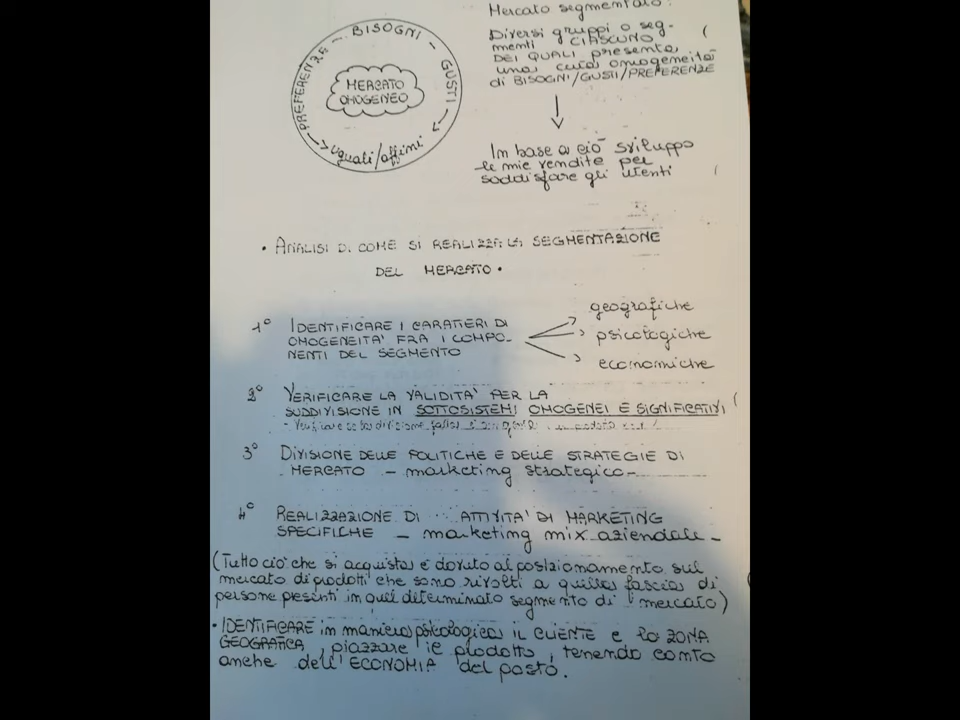 Mercato segmentato:
Diversi gruppi o seg-
menti CIASCUNO
DEI QUALI presenta
una certa omogeneità
di BISOGNI/GUSTI/PREFERENZE
PREFERENZE - BISOGNI - GUSTI
MERCATO
OMOGENEO
uguali/affini
In base a ciò sviluppo
le mie vendite per
soddisfare gli utenti
• ANALISI DI COME SI REALIZZA LA SEGMENTAZIONE
DEL MERCATO •
1° IDENTIFICARE I CARATTERI DI
OMOGENEITA' FRA I COMPO-
NENTI DEL SEGMENTO
geografiche
psicologiche
economiche
2° VERIFICARE LA VALIDITA' PER LA
SUDDIVISIONE IN SOTTOSISTEMI OMOGENEI E SIGNIFICATIVI
3° DIVISIONE DELLE POLITICHE E DELLE STRATEGIE DI
MERCATO - marketing strategico-
4° REALIZZAZIONE DI ATTIVITA' DI MARKETING
SPECIFICHE - marketing mix aziendale -
(Tutto ciò che si acquista è dovuto al posizionamento sul
mercato di prodotti che sono rivolti a quella fascia di
persone presenti in quel determinato segmento di mercato)
• IDENTIFICARE in maniera psicologica IL CLIENTE e la ZONA
GEOGRAFICA, piazzare il prodotto, tenendo conto
anche dell'ECONOMIA del posto.